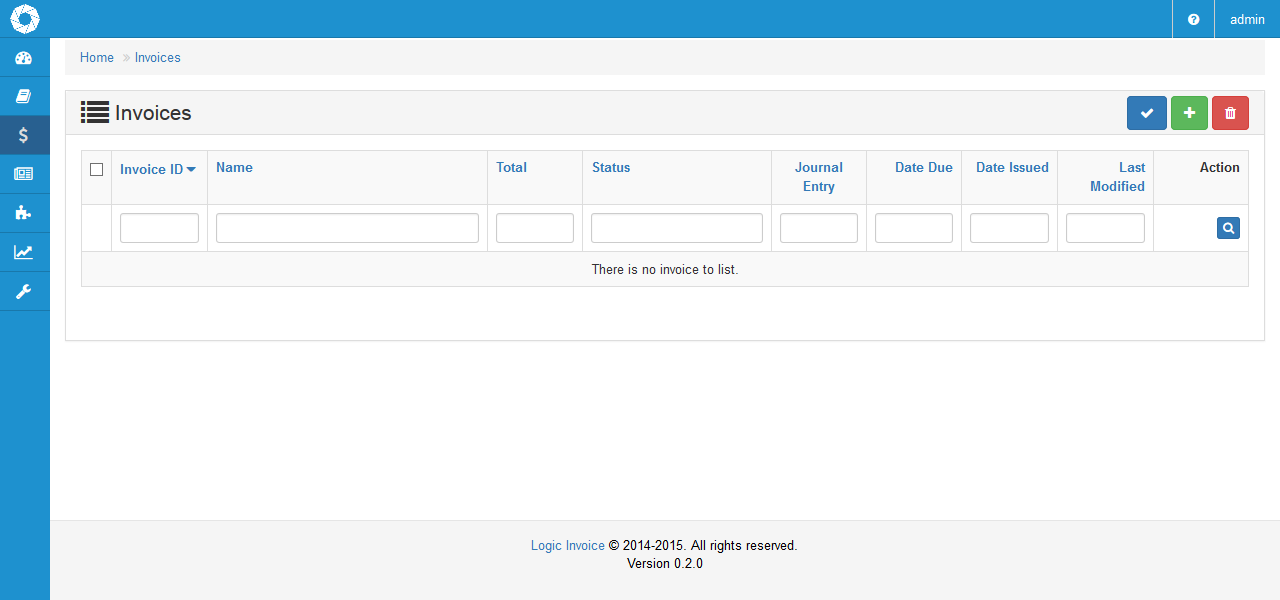 admin
Home » Invoices
Invoices
Invoice ID Name Total Status Journal Entry Date Due Date Issued Last Modified Action
There is no invoice to list.
Logic Invoice © 2014-2015. All rights reserved.
Version 0.2.0